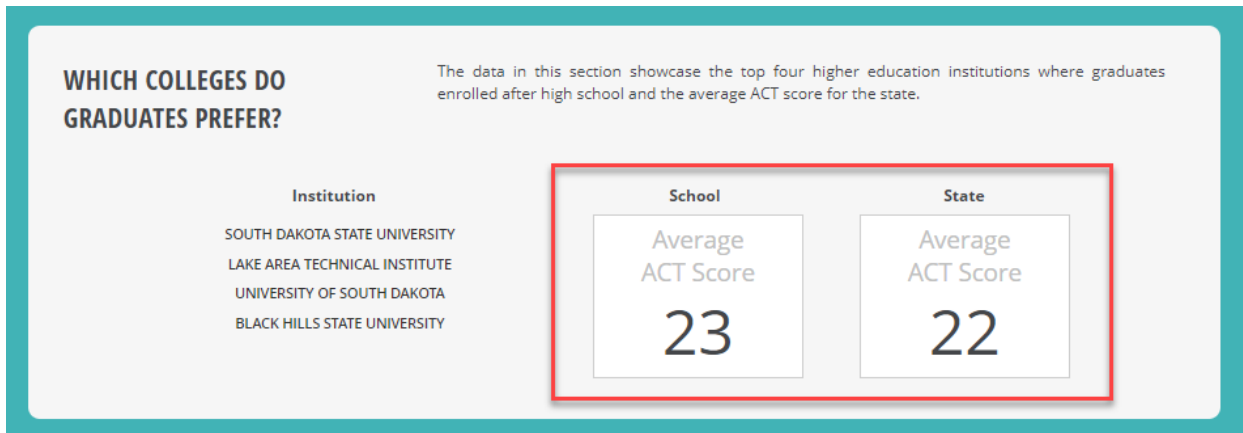 WHICH COLLEGES DO
GRADUATES PREFER?
The data in this section showcase the top four higher education institutions where graduates
enrolled after high school and the average ACT score for the state.
Institution
SOUTH DAKOTA STATE UNIVERSITY
LAKE AREA TECHNICAL INSTITUTE
UNIVERSITY OF SOUTH DAKOTA
BLACK HILLS STATE UNIVERSITY
School
Average
ACT Score
23
State
Average
ACT Score
22